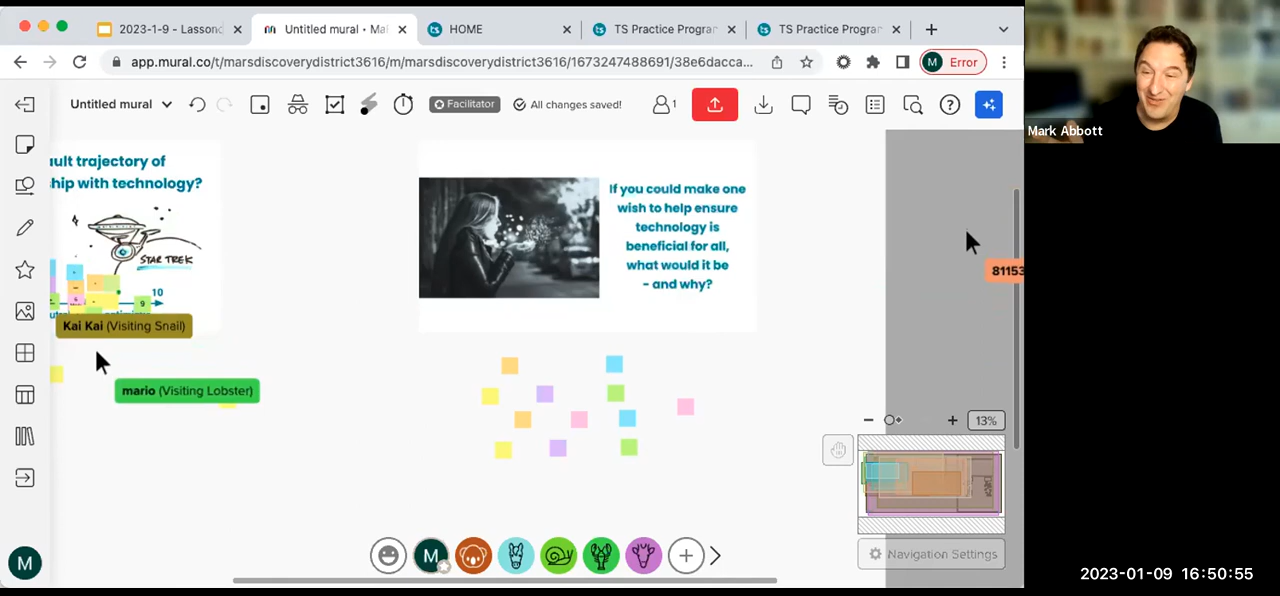 2023-1-9 - Lassonde
Untitled mural • Mu
HOME
TS Practice Program
TS Practice Program
app.mural.co/t/marsdiscoverydistrict3616/m/marsdiscoverydistrict3616/1673247488691/38e6dacca...
M
Error
Untitled mural
Facilitator
All changes saved!
1
Mark Abbott
ault trajectory of
ship with technology?
STAR TREK
10
9
Kai Kai (Visiting Snail)
mario (Visiting Lobster)
If you could make one
wish to help ensure
technology is
beneficial for all,
what would it be
- and why?
81153
13%
M
M
Navigation Settings
2023-01-09 16:50:55